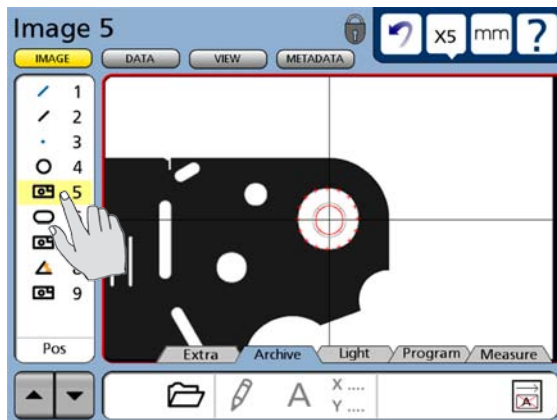 Image 5
X5 mm ?
IMAGE DATA VIEW METADATA
1
2
3
4
5
8
9
Pos
Extra Archive Light Program Measure
A X ....
Y ....
A